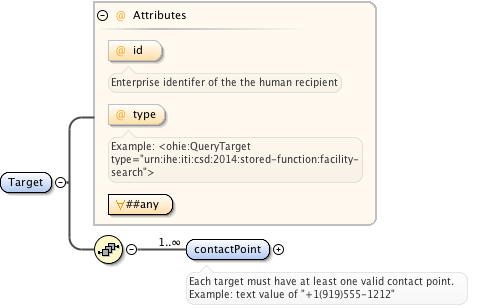 Attributes
@ id
Enterprise identifer of the the human recipient
@ type
Example: <ohie:QueryTarget
type="urn:ihe:iti:csd:2014:stored-function:facility-
search">
∀##any
Target
1..∞
contactPoint
Each target must have at least one valid contact point.
Example: text value of "+1(919)555-1212"